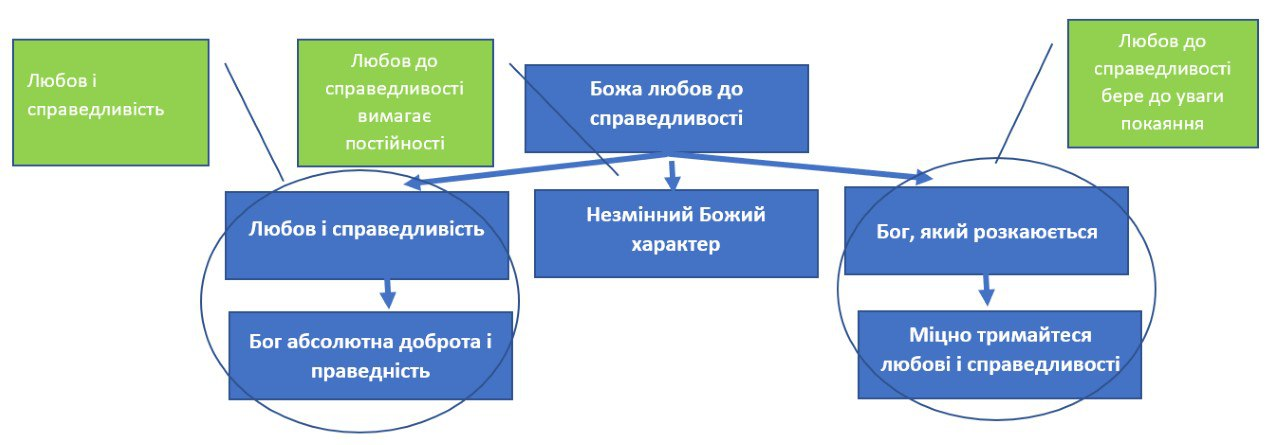 Любов і
справедливість
Любов до
справедливості
вимагає
постійності
Божа любов до
справедливості
Любов до
справедливості
бере до уваги
покаяння
Любов і справедливість
Незмінний Божий
характер
Бог, який розкаюється
Бог абсолютна доброта і
праведність
Міцно тримайтеся
любові і справедливості